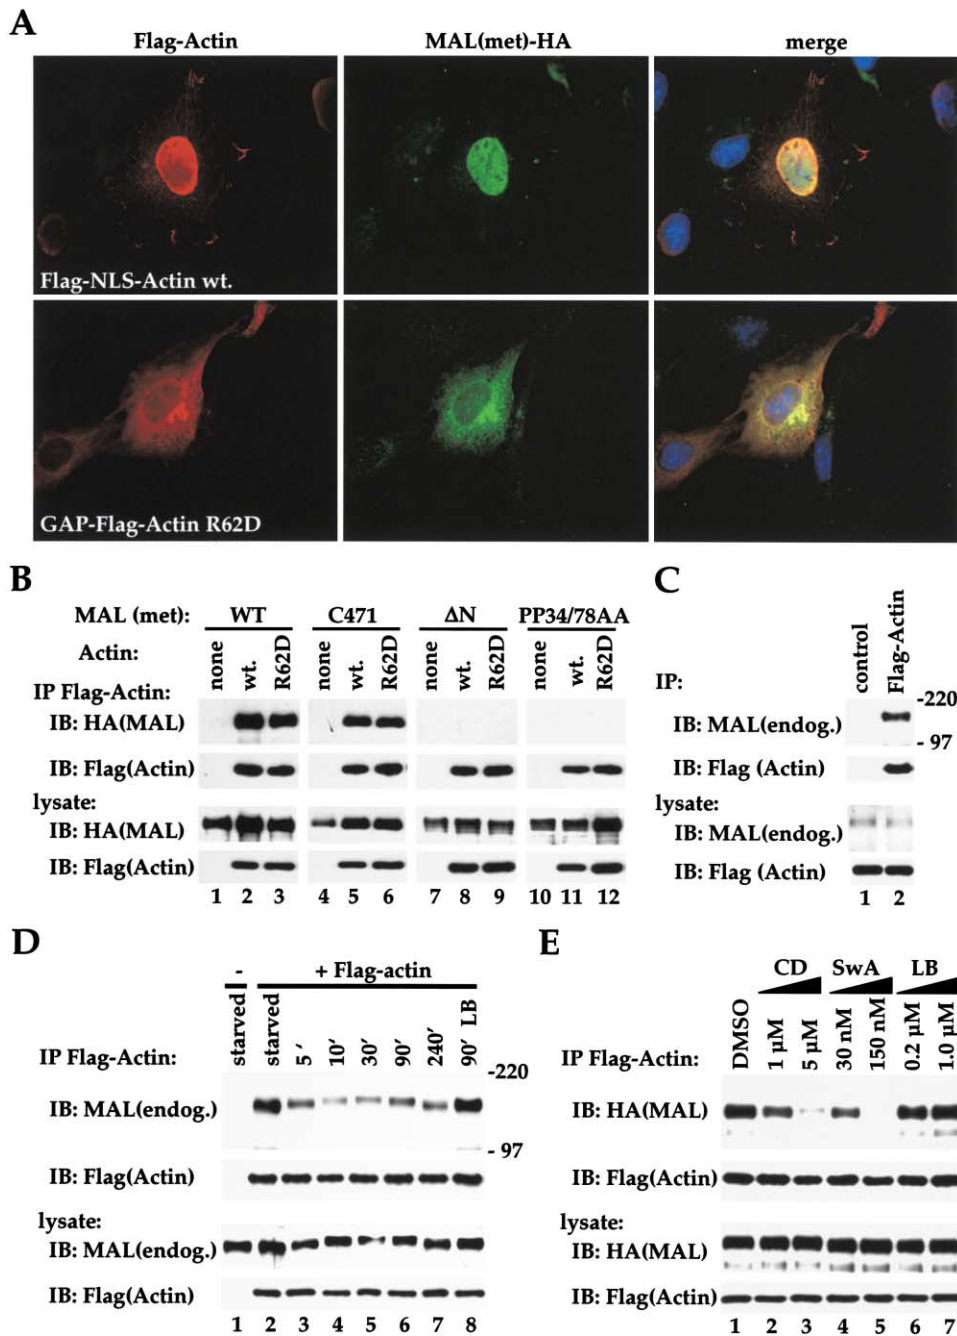 A
Flag-Actin MAL(met)-HA merge
Flag-NLS-Actin wt.
GAP-Flag-Actin R62D
B
MAL (met): WT C471 ΔN PP34/78AA
Actin: none wt. R62D none wt. R62D none wt. R62D none wt. R62D
IP Flag-Actin:
IB: HA(MAL)
IB: Flag(Actin)
lysate:
IB: HA(MAL)
IB: Flag(Actin)
1 2 3 4 5 6 7 8 9 10 11 12
C
IP: control Flag-Actin
-220
IB: MAL(endog.)
- 97
IB: Flag (Actin)
lysate:
IB: MAL(endog.)
IB: Flag (Actin)
1 2
D
- + Flag-actin
starved starved 5′ 10′ 30′ 90′ 240′ 90′ LB
IP Flag-Actin:
-220
IB: MAL(endog.)
- 97
IB: Flag(Actin)
lysate:
IB: MAL(endog.)
IB: Flag(Actin)
1 2 3 4 5 6 7 8
E
CD SwA LB
DMSO 1 µM 5 µM 30 nM 150 nM 0.2 µM 1.0 µM
IP Flag-Actin:
IB: HA(MAL)
IB: Flag(Actin)
lysate:
IB: HA(MAL)
IB: Flag(Actin)
1 2 3 4 5 6 7